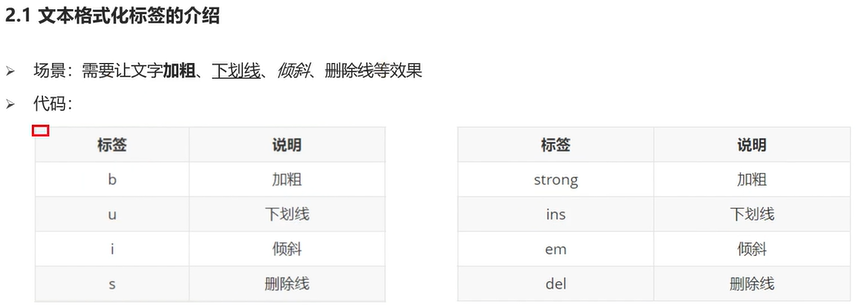 2.1 文本格式化标签的介绍
场景：需要让文字加粗、下划线、倾斜、删除线等效果
代码：
标签 说明 标签 说明
b 加粗 strong 加粗
u 下划线 ins 下划线
i 倾斜 em 倾斜
s 删除线 del 删除线